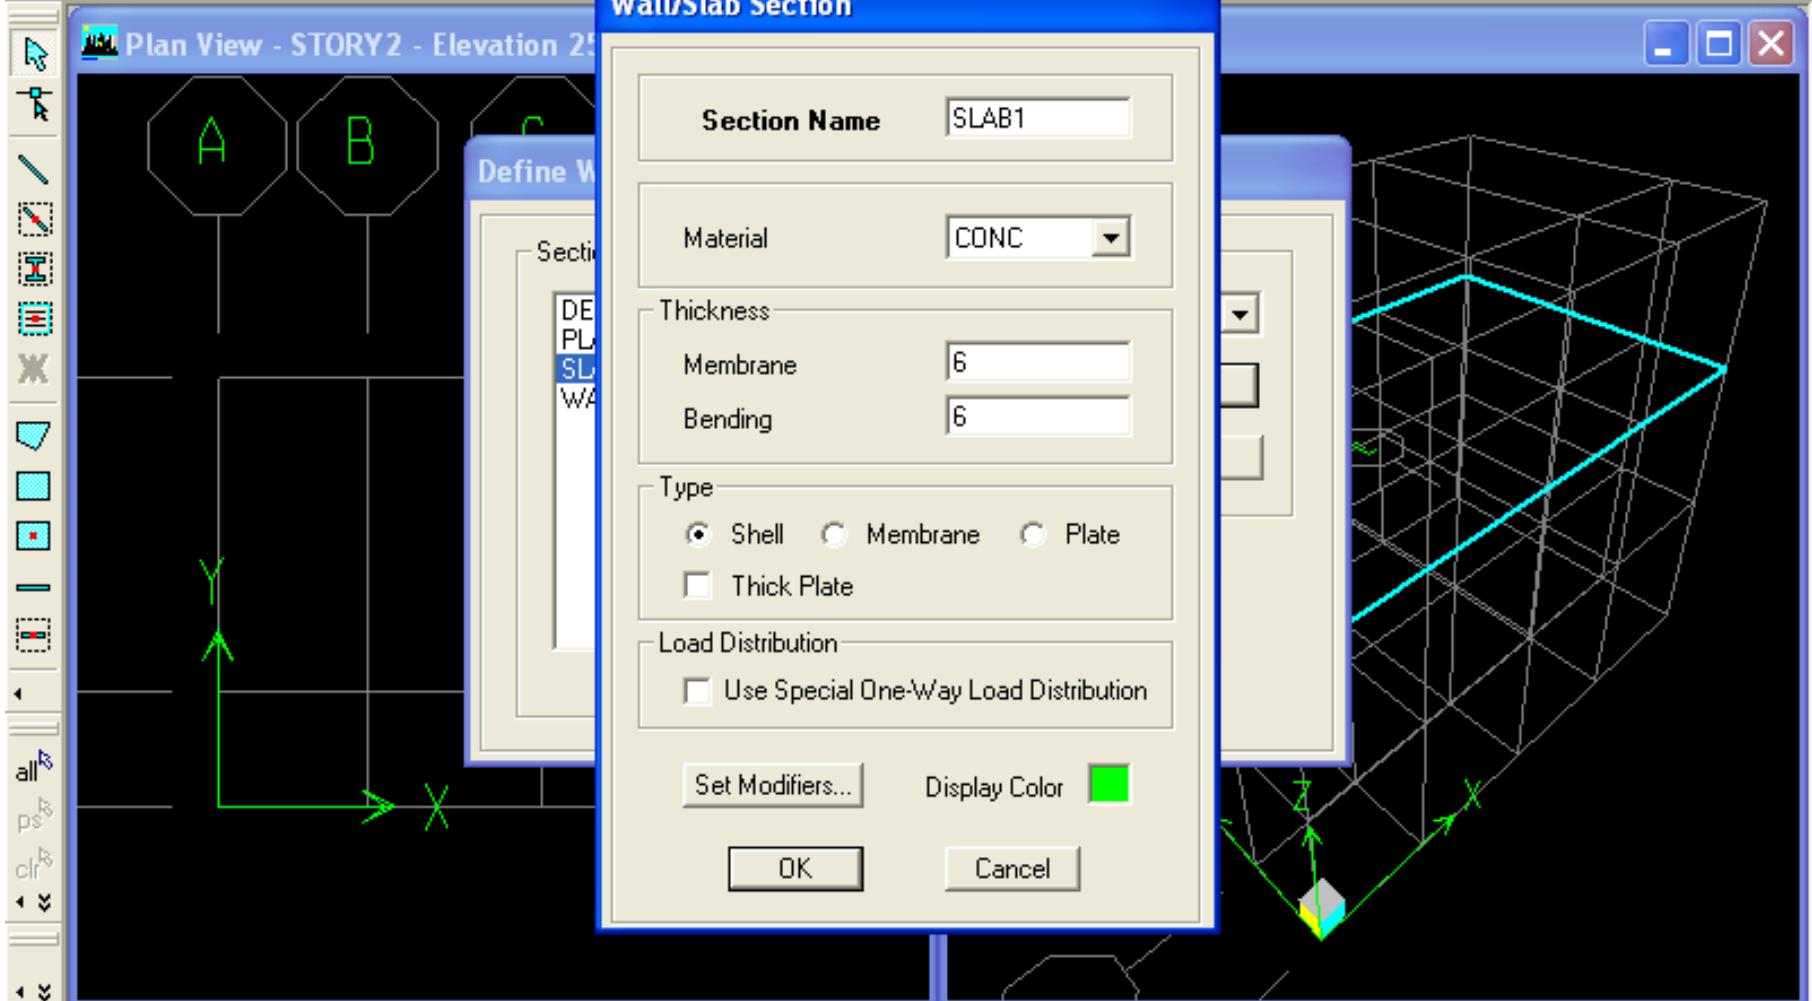 Wall/Slab Section
Plan View - STORY2 - Elevation 25
A B
Section Name SLAB1
Define W
Material CONC
Secti
DE
PL
SL
WA
Thickness
Membrane 6
Bending 6
Type
Shell Membrane Plate
Thick Plate
Load Distribution
Use Special One-Way Load Distribution
Set Modifiers... Display Color
OK Cancel
Y
X
Z
X
all
ps
clr